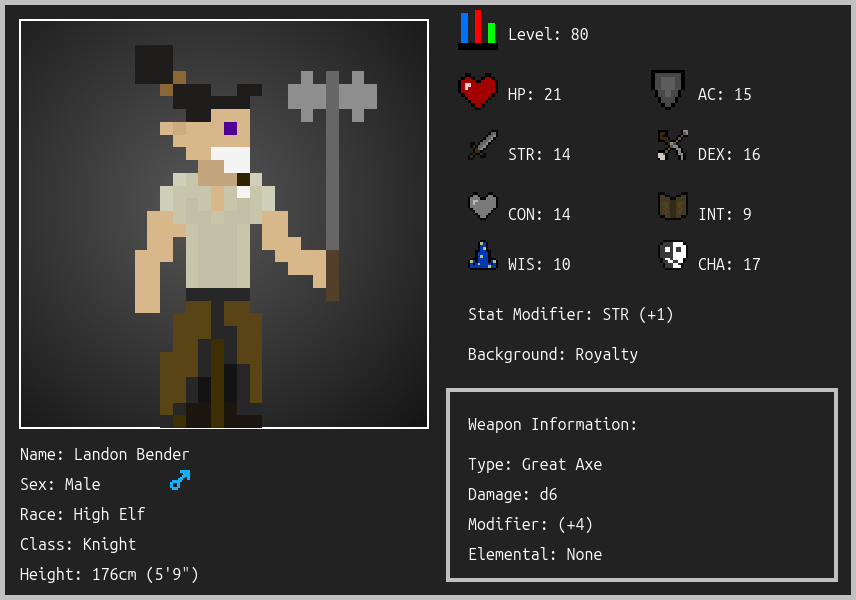 Level: 80
HP: 21
AC: 15
STR: 14
DEX: 16
CON: 14
INT: 9
WIS: 10
CHA: 17
Stat Modifier: STR (+1)
Background: Royalty
Weapon Information:
Type: Great Axe
Damage: d6
Modifier: (+4)
Elemental: None
Name: Landon Bender
Sex: Male
Race: High Elf
Class: Knight
Height: 176cm (5'9")